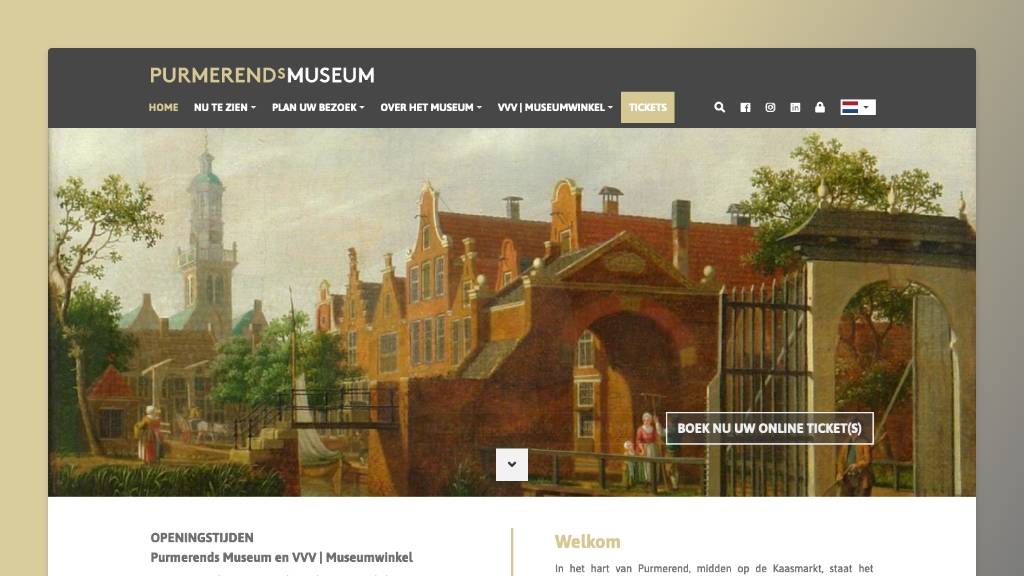 PURMERENDsMUSEUM
HOME NU TE ZIEN PLAN UW BEZOEK OVER HET MUSEUM VVV | MUSEUMWINKEL TICKETS
BOEK NU UW ONLINE TICKET(S)
OPENINGSTIJDEN
Purmerends Museum en VVV | Museumwinkel
Welkom
In het hart van Purmerend, midden op de Kaasmarkt, staat het